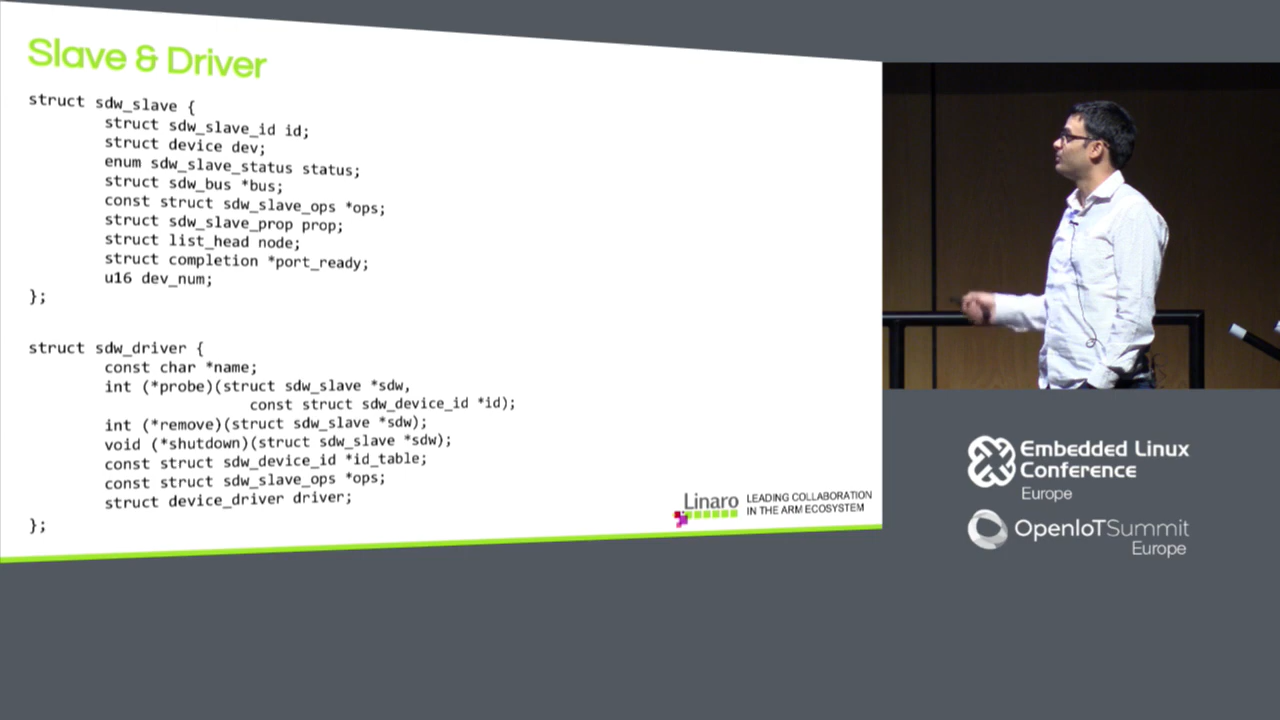 Slave & Driver
struct sdw_slave {
struct sdw_slave_id id;
struct device dev;
enum sdw_slave_status status;
struct sdw_bus *bus;
const struct sdw_slave_ops *ops;
struct sdw_slave_prop prop;
struct list_head node;
struct completion *port_ready;
u16 dev_num;
};
struct sdw_driver {
const char *name;
int (*probe)(struct sdw_slave *sdw,
const struct sdw_device_id *id);
int (*remove)(struct sdw_slave *sdw);
void (*shutdown)(struct sdw_slave *sdw);
const struct sdw_device_id *id_table;
const struct sdw_slave_ops *ops;
struct device_driver driver;
};
Linaro
LEADING COLLABORATION
IN THE ARM ECOSYSTEM
Embedded Linux
Conference
Europe
OpenIoTSummit
Europe